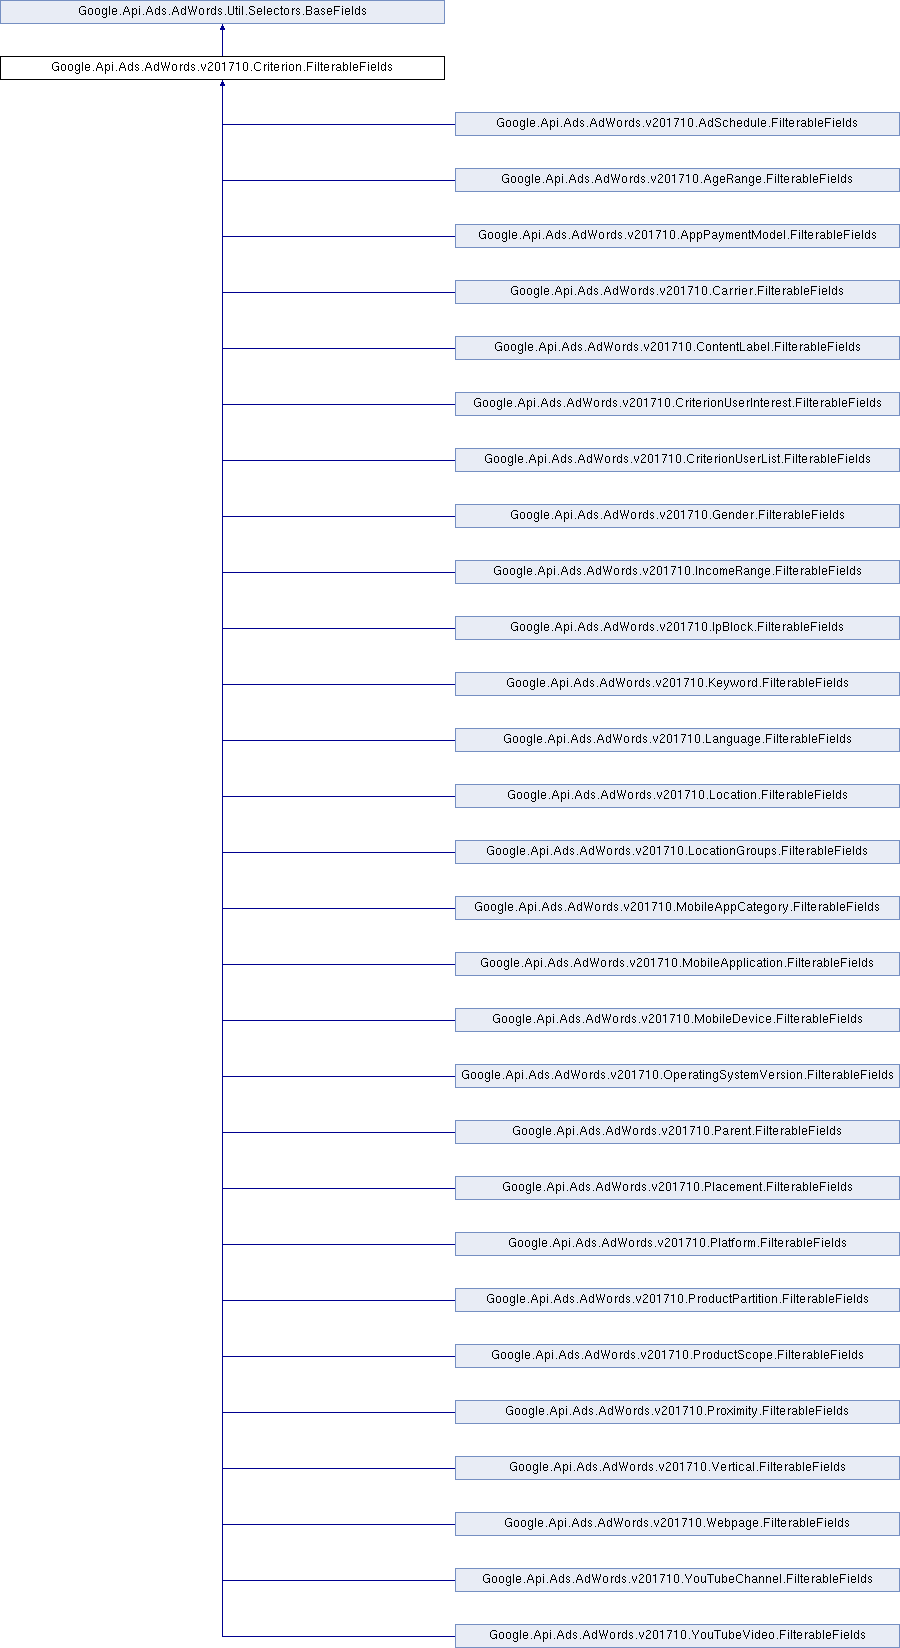 Google.Api.Ads.AdWords.Util.Selectors.BaseFields
Google.Api.Ads.AdWords.v201710.Criterion.FilterableFields
Google.Api.Ads.AdWords.v201710.AdSchedule.FilterableFields
Google.Api.Ads.AdWords.v201710.AgeRange.FilterableFields
Google.Api.Ads.AdWords.v201710.AppPaymentModel.FilterableFields
Google.Api.Ads.AdWords.v201710.Carrier.FilterableFields
Google.Api.Ads.AdWords.v201710.ContentLabel.FilterableFields
Google.Api.Ads.AdWords.v201710.CriterionUserInterest.FilterableFields
Google.Api.Ads.AdWords.v201710.CriterionUserList.FilterableFields
Google.Api.Ads.AdWords.v201710.Gender.FilterableFields
Google.Api.Ads.AdWords.v201710.IncomeRange.FilterableFields
Google.Api.Ads.AdWords.v201710.IpBlock.FilterableFields
Google.Api.Ads.AdWords.v201710.Keyword.FilterableFields
Google.Api.Ads.AdWords.v201710.Language.FilterableFields
Google.Api.Ads.AdWords.v201710.Location.FilterableFields
Google.Api.Ads.AdWords.v201710.LocationGroups.FilterableFields
Google.Api.Ads.AdWords.v201710.MobileAppCategory.FilterableFields
Google.Api.Ads.AdWords.v201710.MobileApplication.FilterableFields
Google.Api.Ads.AdWords.v201710.MobileDevice.FilterableFields
Google.Api.Ads.AdWords.v201710.OperatingSystemVersion.FilterableFields
Google.Api.Ads.AdWords.v201710.Parent.FilterableFields
Google.Api.Ads.AdWords.v201710.Placement.FilterableFields
Google.Api.Ads.AdWords.v201710.Platform.FilterableFields
Google.Api.Ads.AdWords.v201710.ProductPartition.FilterableFields
Google.Api.Ads.AdWords.v201710.ProductScope.FilterableFields
Google.Api.Ads.AdWords.v201710.Proximity.FilterableFields
Google.Api.Ads.AdWords.v201710.Vertical.FilterableFields
Google.Api.Ads.AdWords.v201710.Webpage.FilterableFields
Google.Api.Ads.AdWords.v201710.YouTubeChannel.FilterableFields
Google.Api.Ads.AdWords.v201710.YouTubeVideo.FilterableFields